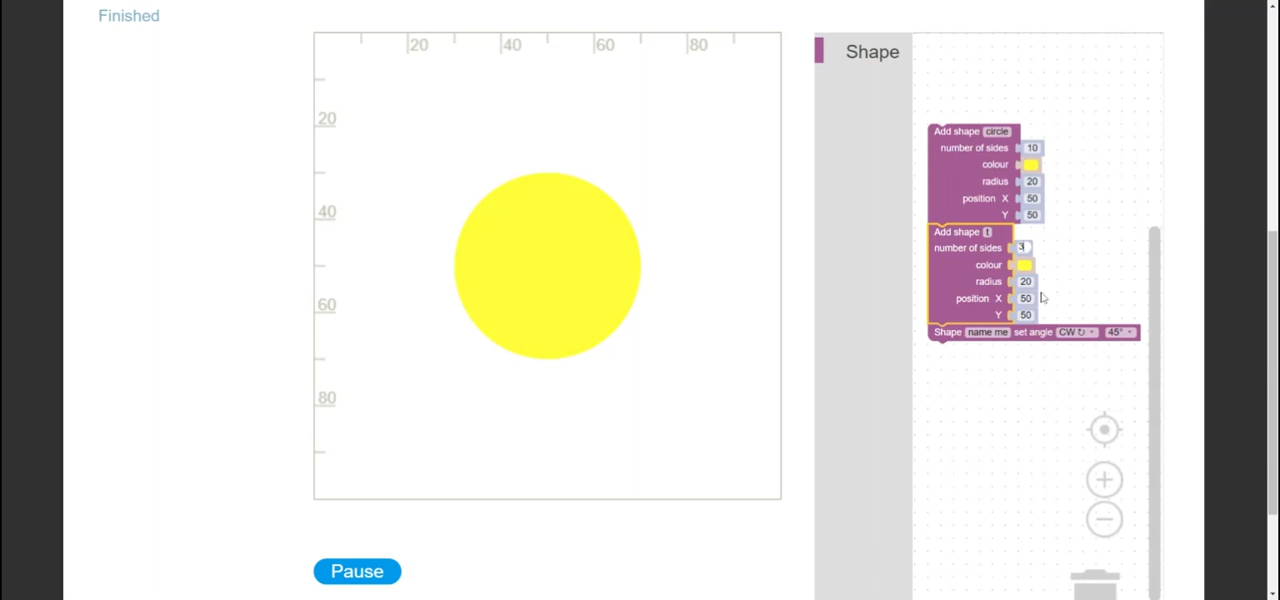 Finished
20 40 60 80
20
40
60
80
Shape
Add shape circle
number of sides 10
colour
radius 20
position X 50
Y 50
Add shape t
number of sides 3
colour
radius 20
position X 50
Y 50
Shape name me set angle CW ↻ 45°
Pause